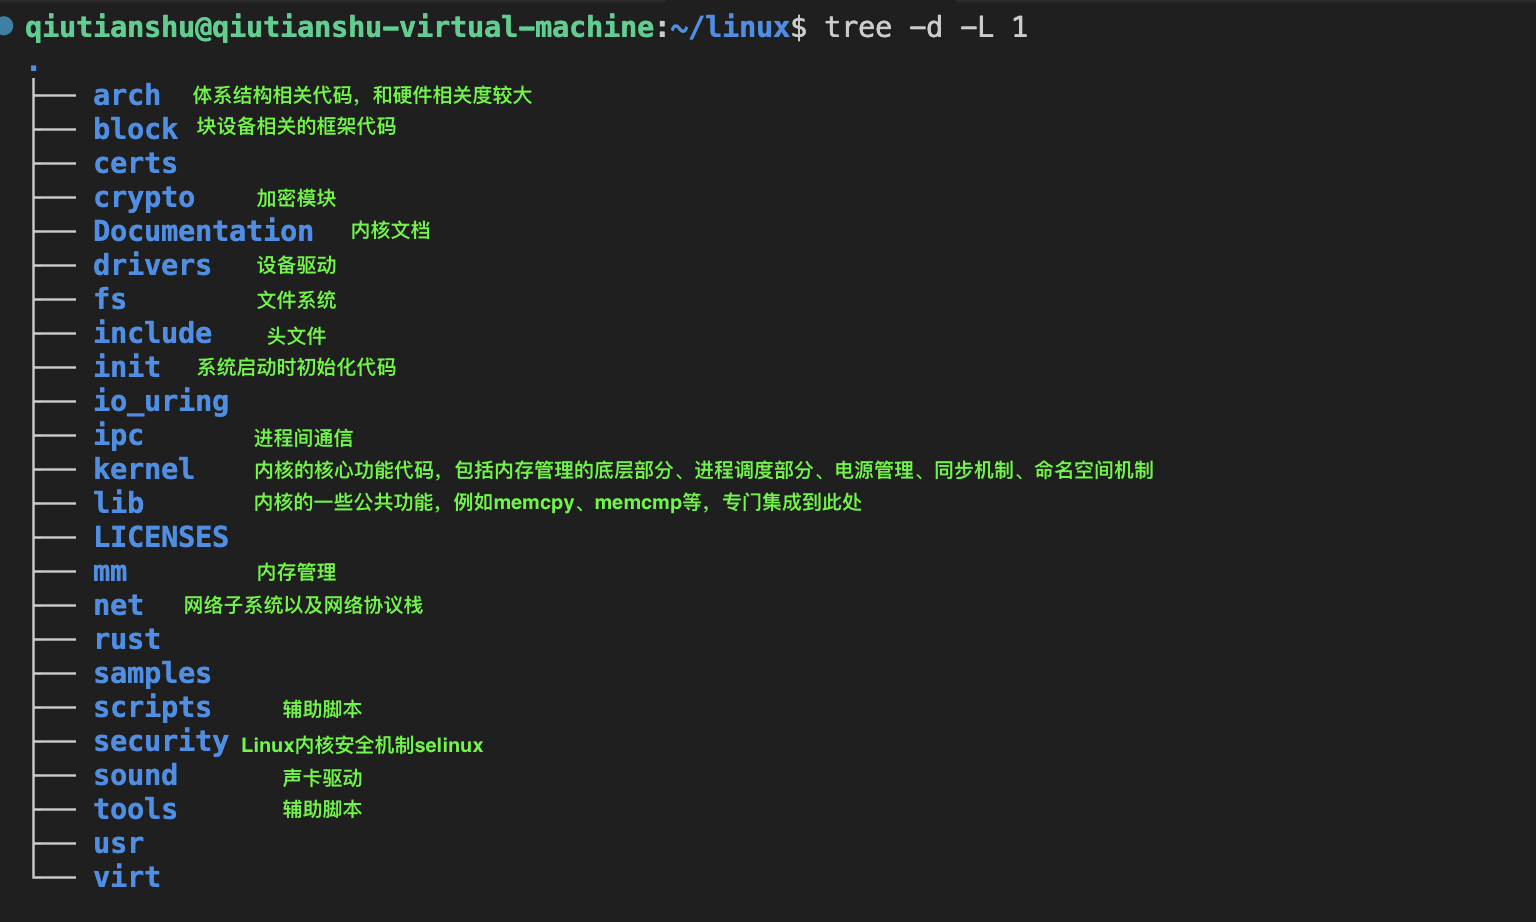 qiutianshu@qiutianshu-virtual-machine:~/linux$ tree -d -L 1
.
├── arch 体系结构相关代码，和硬件相关度较大
├── block 块设备相关的框架代码
├── certs
├── crypto 加密模块
├── Documentation 内核文档
├── drivers 设备驱动
├── fs 文件系统
├── include 头文件
├── init 系统启动时初始化代码
├── io_uring
├── ipc 进程间通信
├── kernel 内核的核心功能代码，包括内存管理的底层部分、进程调度部分、电源管理、同步机制、命名空间机制
├── lib 内核的一些公共功能，例如memcpy、memcmp等，专门集成到此处
├── LICENSES
├── mm 内存管理
├── net 网络子系统以及网络协议栈
├── rust
├── samples
├── scripts 辅助脚本
├── security Linux内核安全机制selinux
├── sound 声卡驱动
├── tools 辅助脚本
├── usr
└── virt